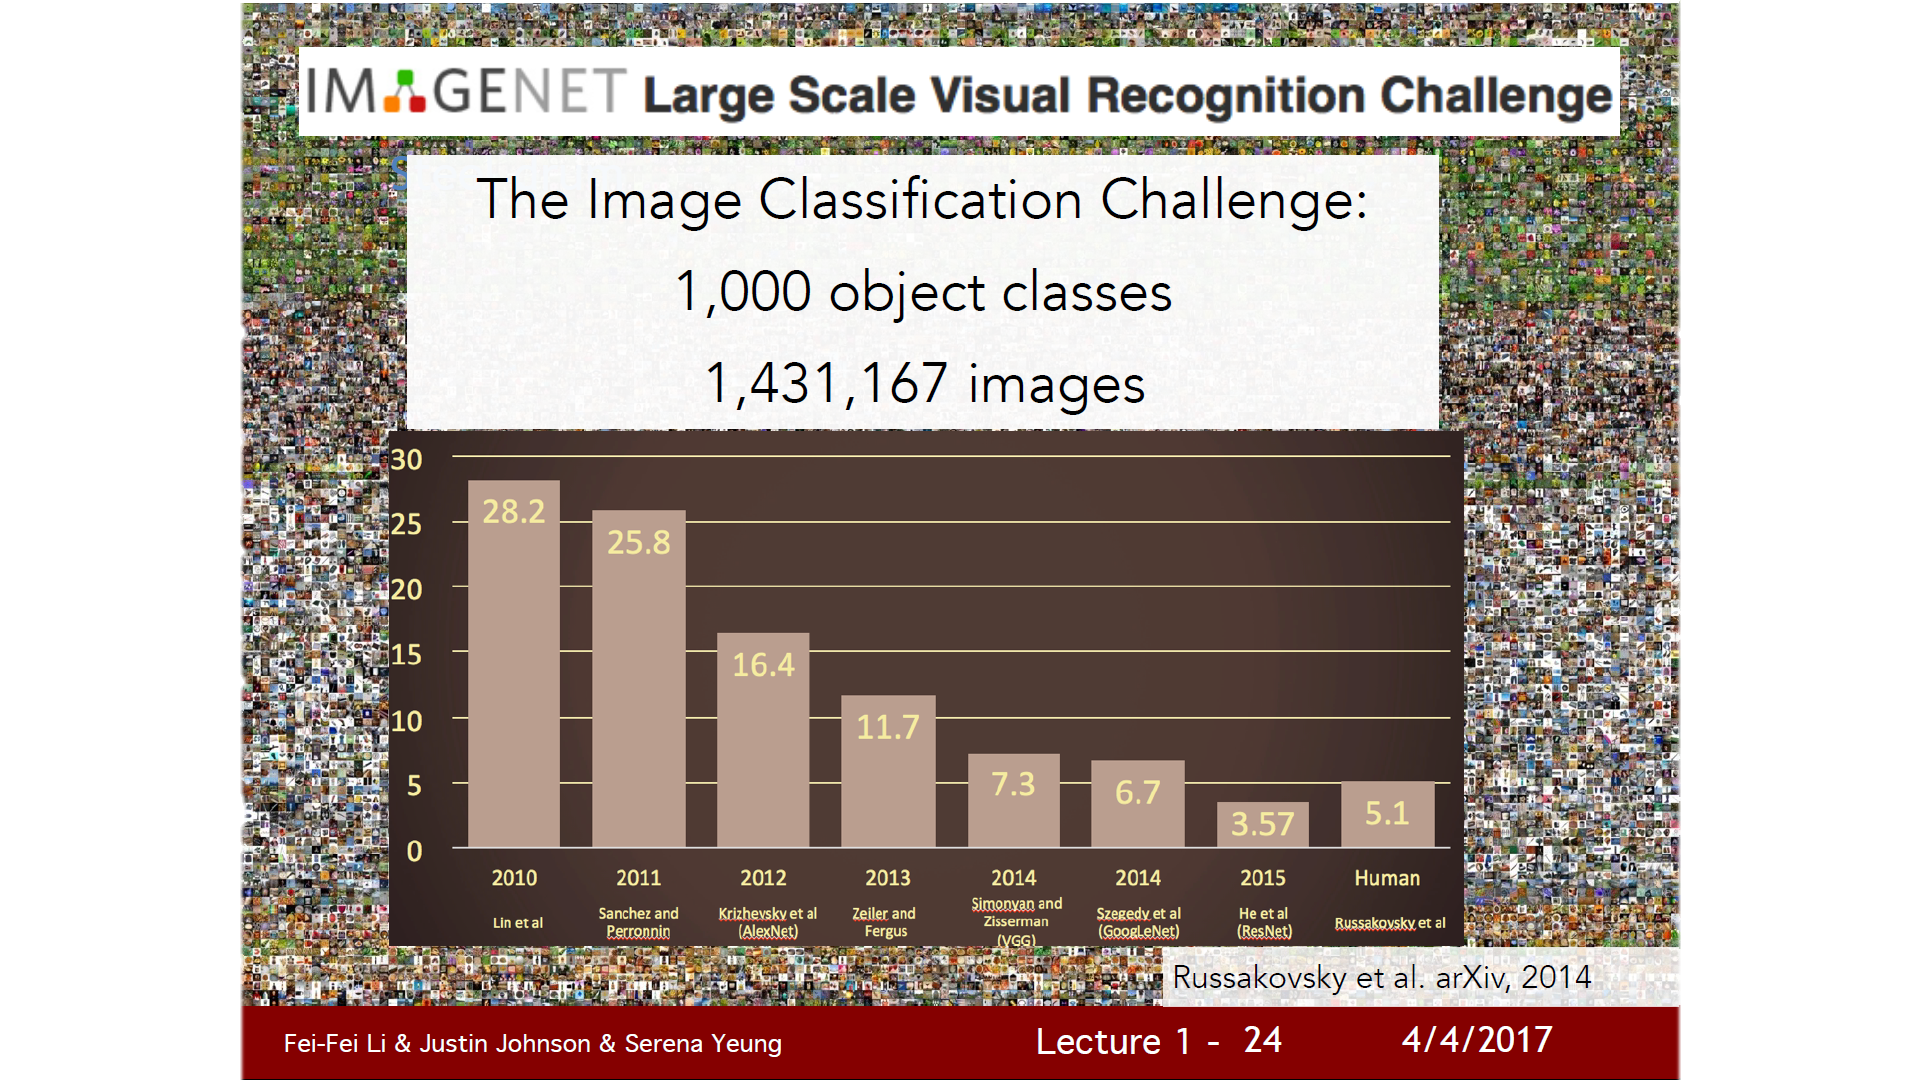 IMAGENET Large Scale Visual Recognition Challenge
The Image Classification Challenge:
1,000 object classes
1,431,167 images
30
25
20
15
10
5
0
28.2
25.8
16.4
11.7
7.3
6.7
3.57
5.1
2010
2011
2012
2013
2014
2014
2015
Human
Lin et al
Sanchez and
Perronnin
Krizhevsky et al
(AlexNet)
Zeiler and
Fergus
Simonyan and
Zisserman
(VGG)
Szegedy et al
(GoogLeNet)
He et al
(ResNet)
Russakovsky et al
Russakovsky et al. arXiv, 2014
Fei-Fei Li & Justin Johnson & Serena Yeung
Lecture 1 - 24
4/4/2017